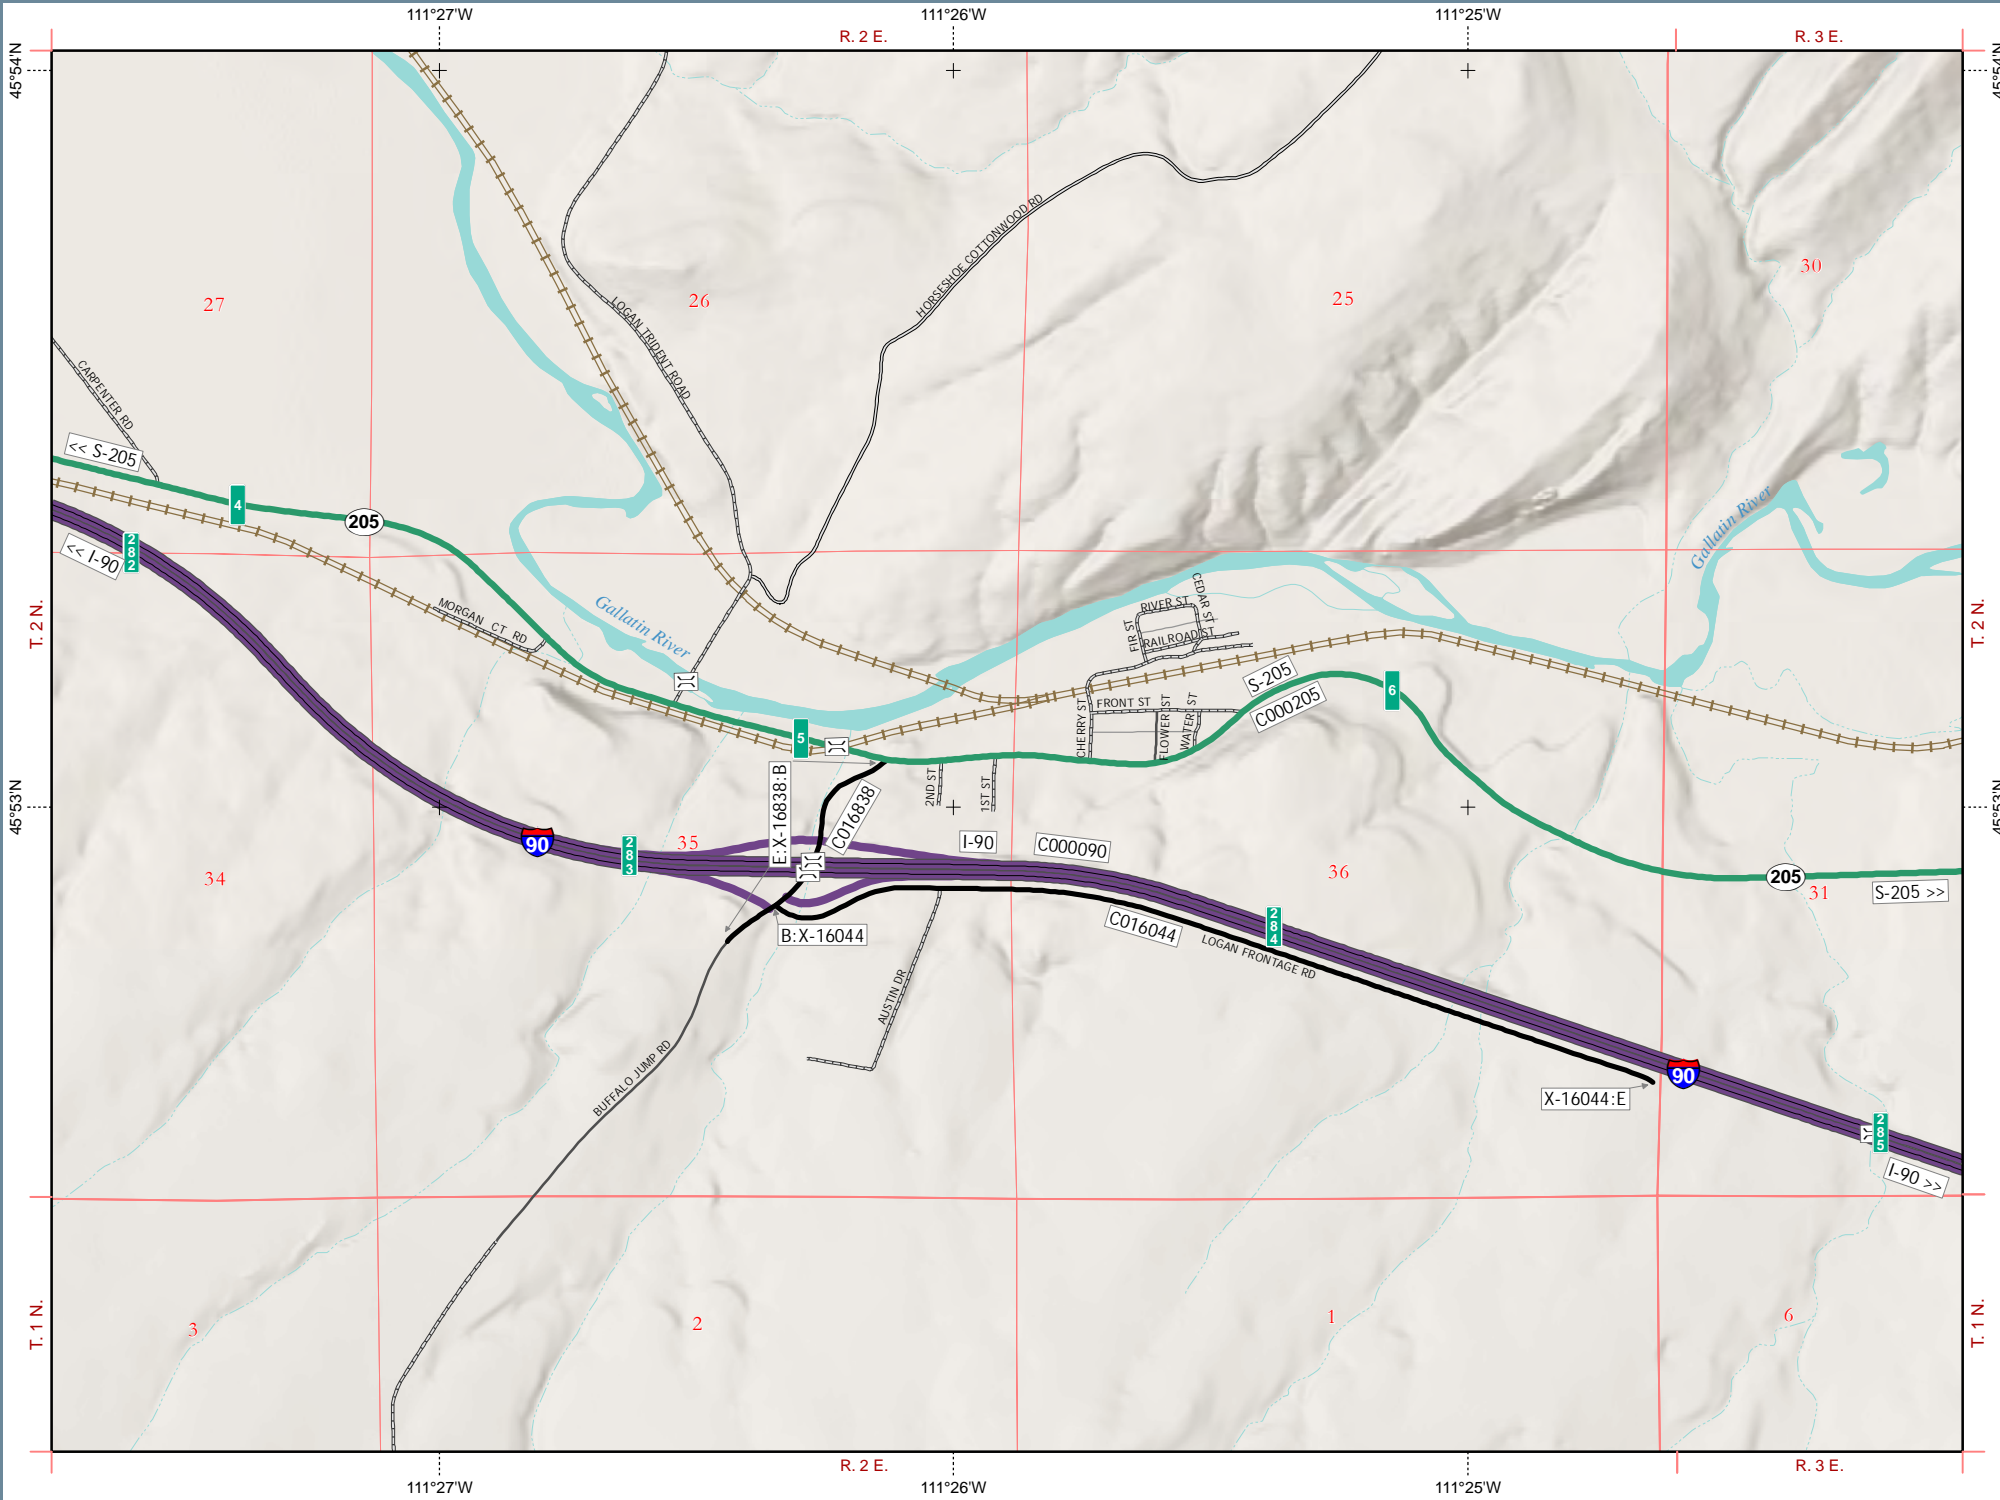 111°27'W
111°26'W
111°25'W
R. 2 E.
R. 3 E.
45°54'N
45°54'N
27
26
25
30
LOGAN TRIDENT ROAD
HORSESHOE COTTONWOOD RD
CARPENTER RD
<< S-205
4
205
282
<< I-90
Gallatin River
T. 2 N.
T. 2 N.
MORGAN CT RD
Gallatin River
RIVER ST
CEDAR ST
FIR ST
RAILROAD ST
S-205
C000205
6
FRONT ST
CHERRY ST
FLOWER ST
WATER ST
5
2ND ST
1ST ST
45°53'N
45°53'N
E:X-16838:B
C016838
90
283
35
I-90
C000090
34
36
205
31
S-205 >>
B:X-16044
C016044
284
LOGAN FRONTAGE RD
AUSTIN DR
BUFFALO JUMP RD
X-16044:E
90
285
I-90 >>
T. 1 N.
T. 1 N.
3
2
1
6
R. 2 E.
R. 3 E.
111°27'W
111°26'W
111°25'W